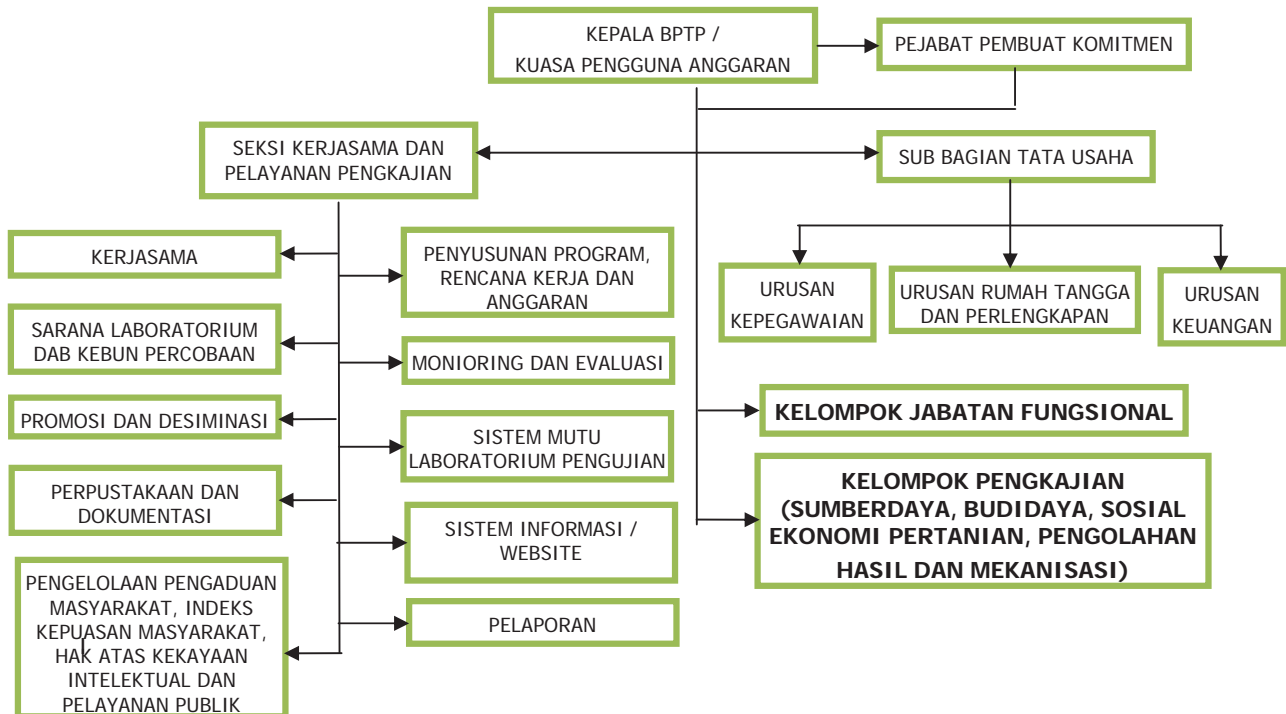 KEPALA BPTP /
KUASA PENGGUNA ANGGARAN
PEJABAT PEMBUAT KOMITMEN
SEKSI KERJASAMA DAN
PELAYANAN PENGKAJIAN
SUB BAGIAN TATA USAHA
KERJASAMA
SARANA LABORATORIUM
DAB KEBUN PERCOBAAN
PROMOSI DAN DESIMINASI
PERPUSTAKAAN DAN
DOKUMENTASI
PENGELOLAAN PENGADUAN
MASYARAKAT, INDEKS
KEPUASAN MASYARAKAT,
HAK ATAS KEKAYAAN
INTELEKTUAL DAN
PELAYANAN PUBLIK
PENYUSUNAN PROGRAM,
RENCANA KERJA DAN
ANGGARAN
MONIORING DAN EVALUASI
SISTEM MUTU
LABORATORIUM PENGUJIAN
SISTEM INFORMASI /
WEBSITE
PELAPORAN
URUSAN
KEPEGAWAIAN
URUSAN RUMAH TANGGA
DAN PERLENGKAPAN
URUSAN
KEUANGAN
KELOMPOK JABATAN FUNGSIONAL
KELOMPOK PENGKAJIAN
(SUMBERDAYA, BUDIDAYA, SOSIAL
EKONOMI PERTANIAN, PENGOLAHAN
HASIL DAN MEKANISASI)